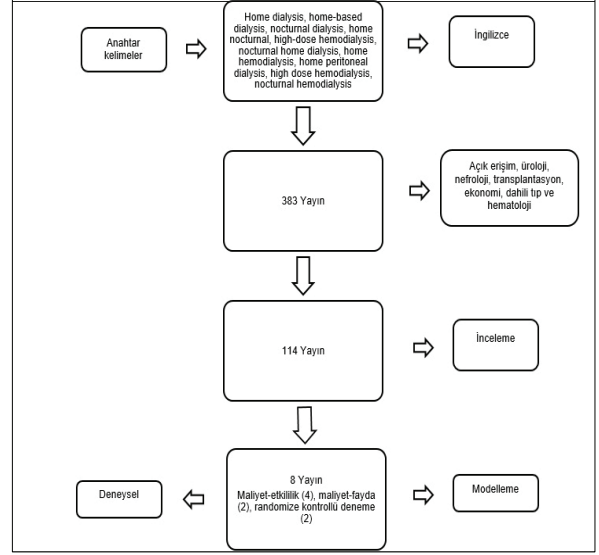 Anahtar
kelimeler
Home dialysis, home-based
dialysis, nocturnal dialysis, home
nocturnal, high-dose hemodialysis,
nocturnal home dialysis, home
hemodialysis, home peritoneal
dialysis, high dose hemodialysis,
nocturnal hemodialysis
İngilizce
383 Yayın
Açık erişim, üroloji,
nefroloji, transplantasyon,
ekonomi, dahili tıp ve
hematoloji
114 Yayın
İnceleme
Deneysel
8 Yayın
Maliyet-etkililik (4), maliyet-fayda
(2), randomize kontrollü deneme
(2)
Modelleme